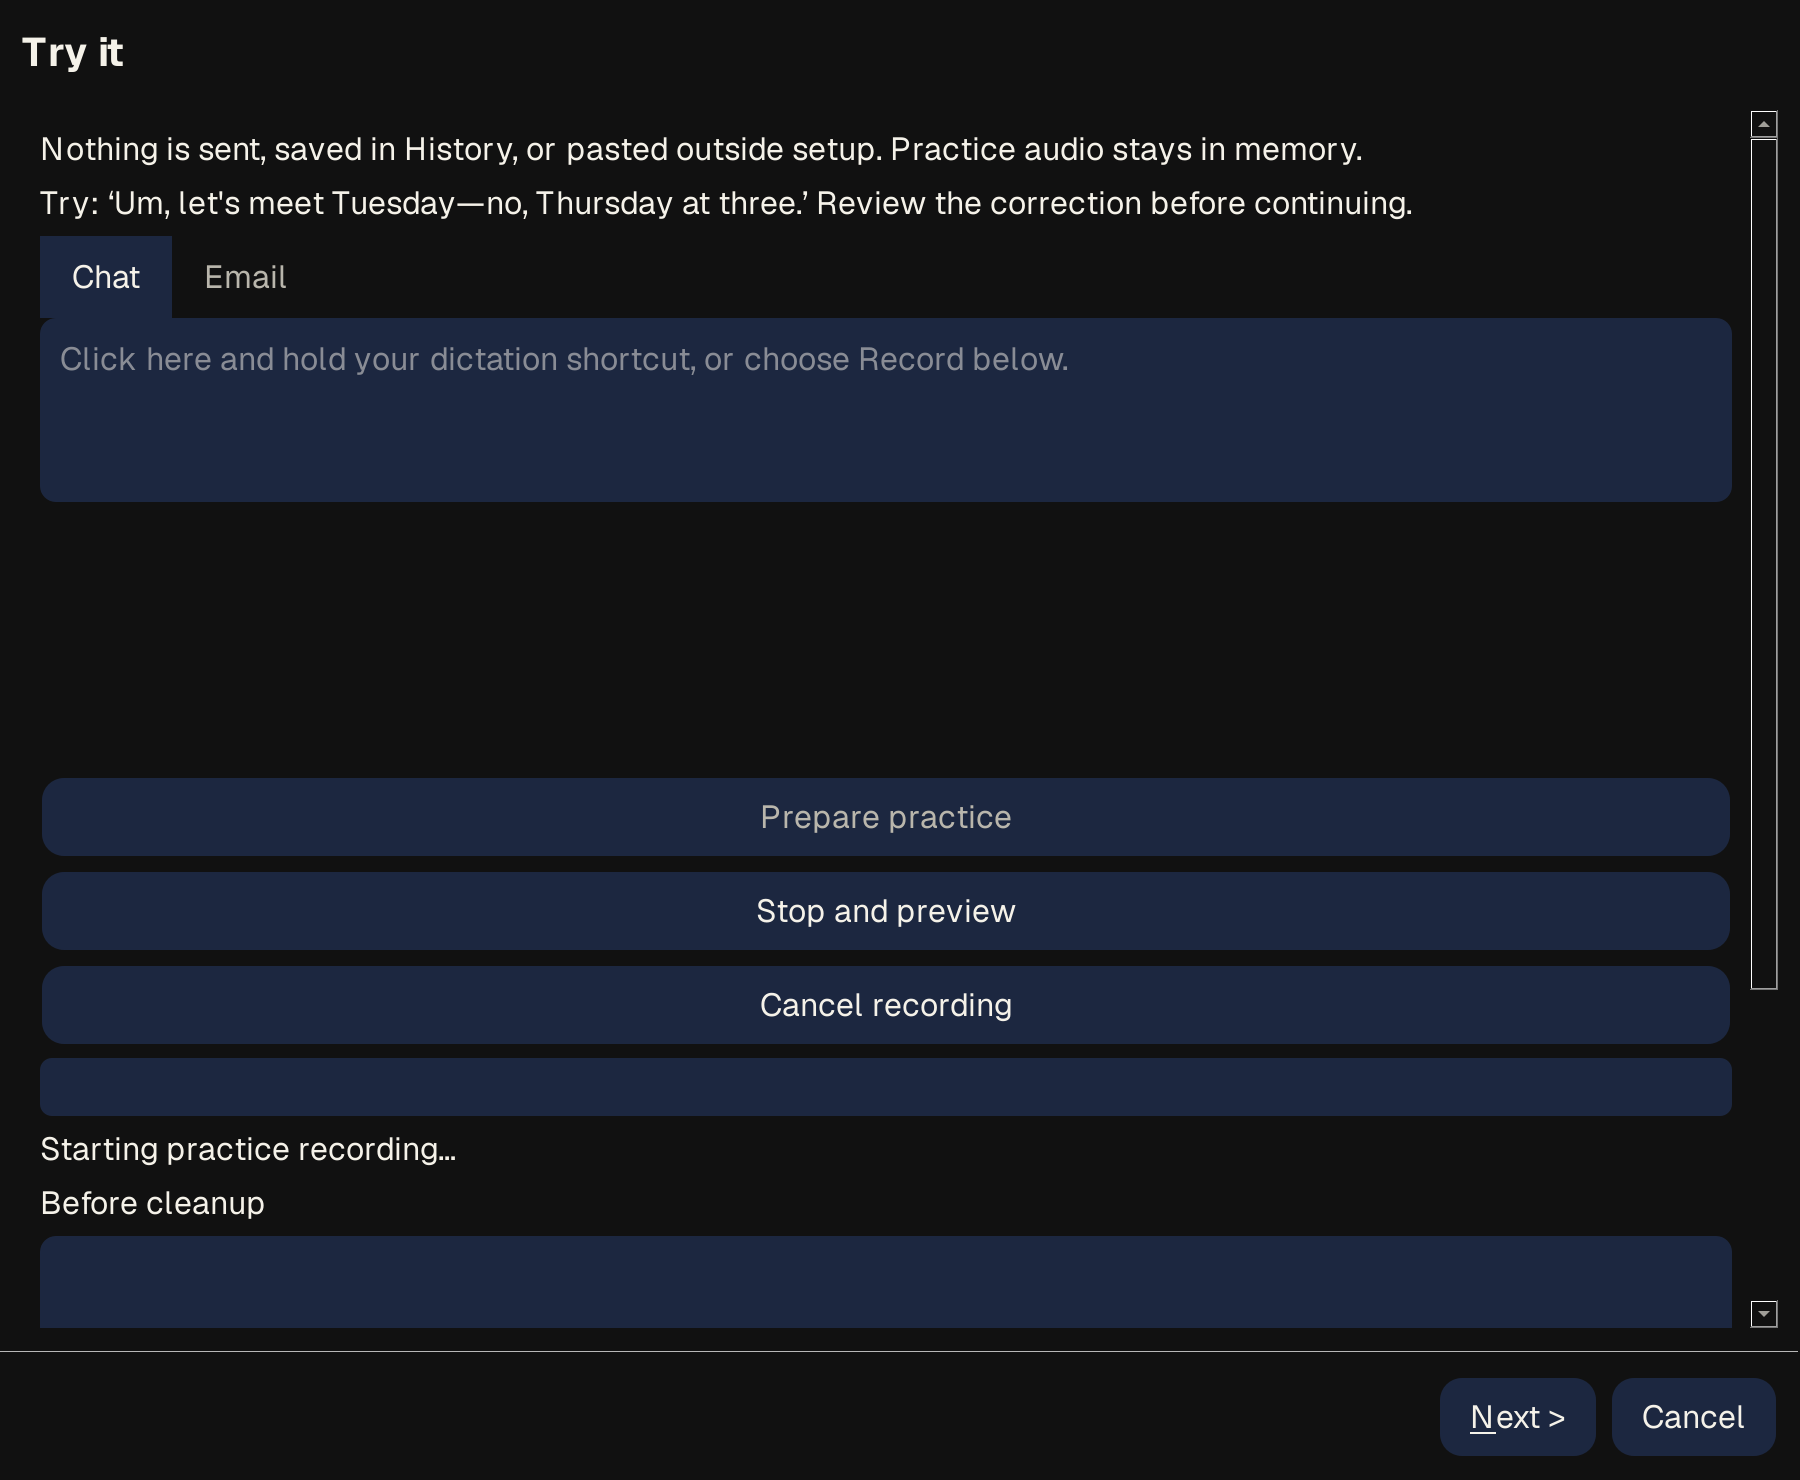 Try it
Nothing is sent, saved in History, or pasted outside setup. Practice audio stays in memory.
Try: ‘Um, let's meet Tuesday—no, Thursday at three.’ Review the correction before continuing.
Chat
Email
Click here and hold your dictation shortcut, or choose Record below.
Prepare practice
Stop and preview
Cancel recording
Starting practice recording…
Before cleanup
Next >
Cancel